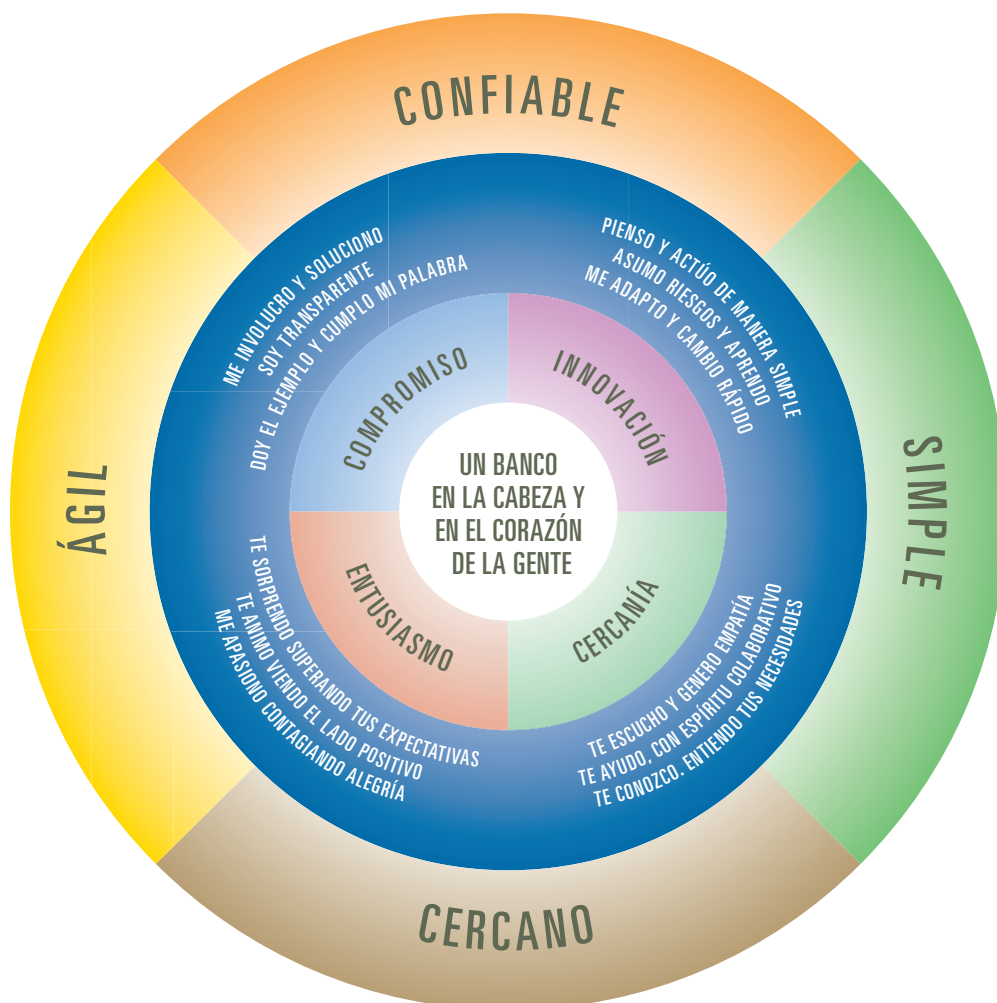 CONFIABLE
ME INVOLUCRO Y SOLUCIONO
SOY TRANSPARENTE
DOY EL EJEMPLO Y CUMPLO MI PALABRA
PIENSO Y ACTÚO DE MANERA SIMPLE
ASUMO RIESGOS Y APRENDO
ME ADAPTO Y CAMBIO RÁPIDO
COMPROMISO
INNOVACIÓN
ÁGIL
UN BANCO
EN LA CABEZA Y
EN EL CORAZÓN
DE LA GENTE
SIMPLE
ENTUSIASMO
CERCANÍA
TE SORPRENDO SUPERANDO TUS EXPECTATIVAS
TE ANIMO VIENDO EL LADO POSITIVO
ME APASIONO CONTAGIANDO ALEGRÍA
TE ESCUCHO Y GENERO EMPATÍA
TE AYUDO, CON ESPÍRITU COLABORATIVO
TE CONOZCO. ENTIENDO TUS NECESIDADES
CERCANO